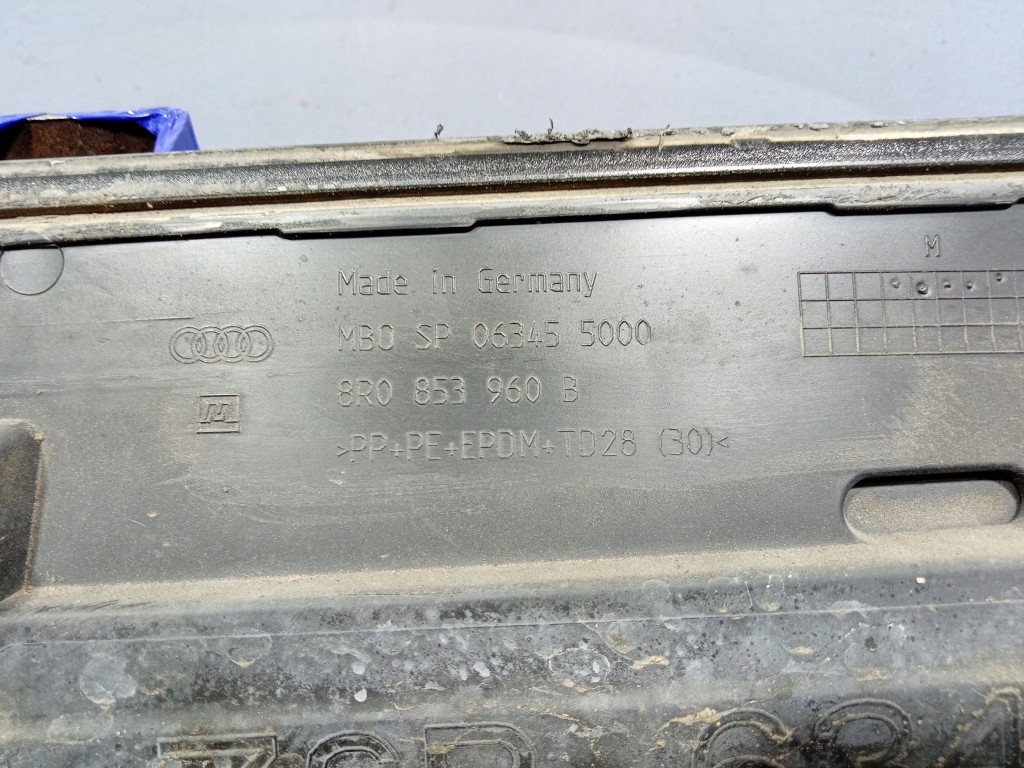 M
Made in Germany
MBO SP 06345 5000
8R0 853 960 B
>PP+PE+EPDM+TD28 (30)<